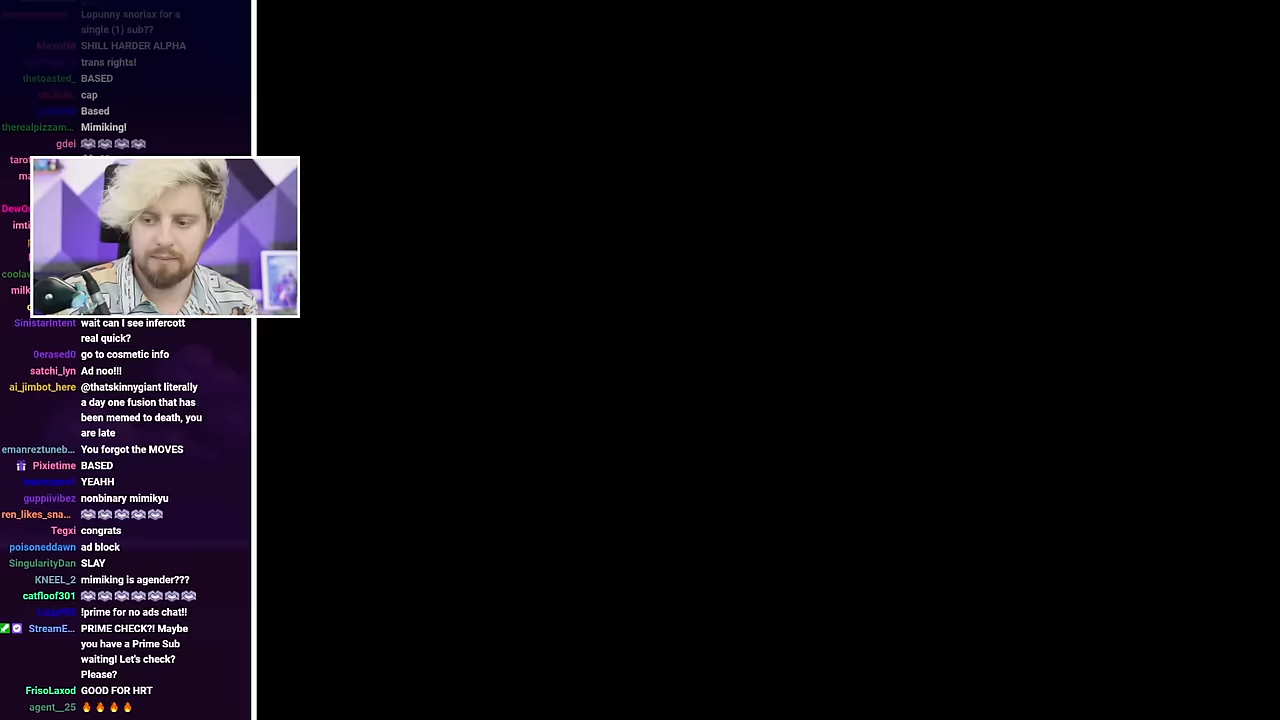 Lopunny snorlax for a
single (1) sub??
SHILL HARDER ALPHA
trans rights!
thetoasted_ BASED
cap
Based
therealpizzam... Mimiking!
gdei
SinistarIntent wait can I see infercott
real quick?
0erased0 go to cosmetic info
satchi_lyn Ad noo!!!
ai_jimbot_here @thatskinnygiant literally
a day one fusion that has
been memed to death, you
are late
emanreztuneb... You forgot the MOVES
Pixietime BASED
YEAHH
guppiivibez nonbinary mimikyu
ren_likes_sna...
Tegxi congrats
poisoneddawn ad block
SingularityDan SLAY
KNEEL_2 mimiking is agender???
catfloof301
!prime for no ads chat!!
StreamE... PRIME CHECK?! Maybe
you have a Prime Sub
waiting! Let's check?
Please?
FrisoLaxod GOOD FOR HRT
agent__25 🔥 🔥 🔥 🔥